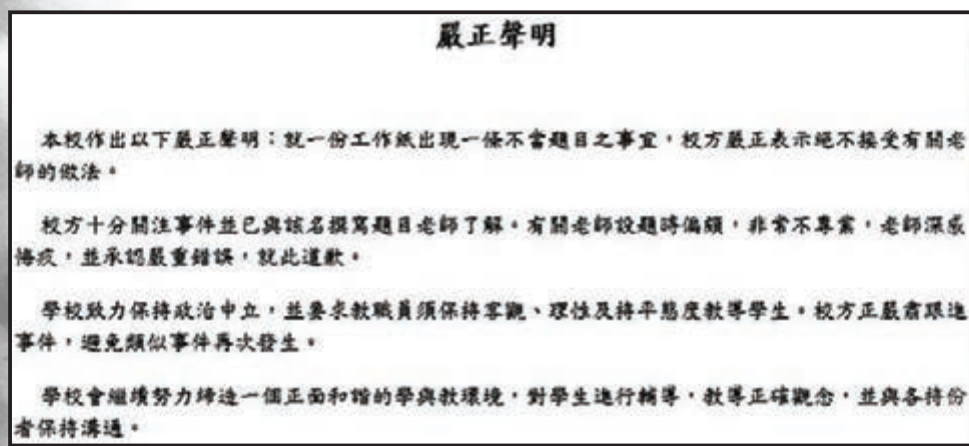 嚴正聲明
本校作出以下嚴正聲明：就一份工作紙出現一條不當題目之事宜，校方嚴正表示絕不接受有關老
師的做法。
校方十分關注事件並已與該名撰寫題目老師了解。有關老師設題時偏頗，非常不專業，老師深感
悔疚，並承認嚴重錯誤，就此道歉。
學校致力保持政治中立，並要求教職員須保持客觀、理性及持平態度教導學生。校方正嚴肅跟進
事件，避免類似事件再次發生。
學校會繼續努力締造一個正面和諧的學與教環境，對學生進行輔導，教導正確觀念，並與各持份
者保持溝通。